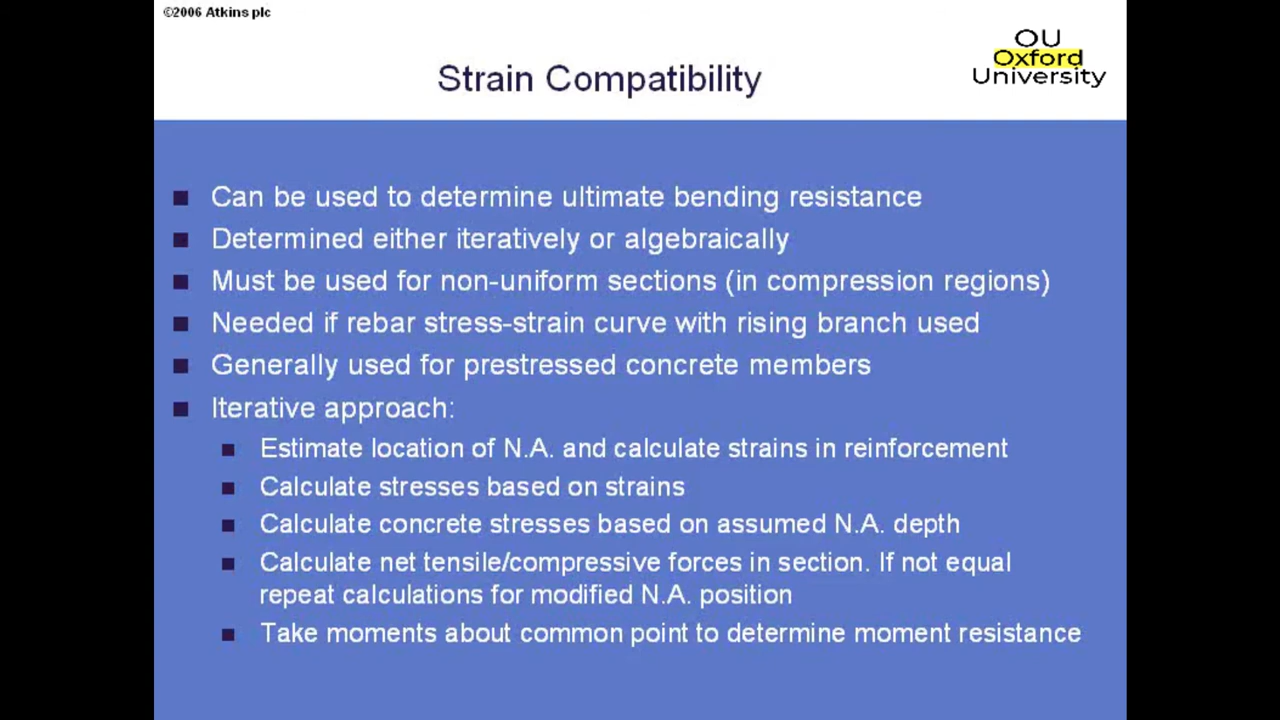 ©2006 Atkins plc
OU
Oxford
University
Strain Compatibility
Can be used to determine ultimate bending resistance
Determined either iteratively or algebraically
Must be used for non-uniform sections (in compression regions)
Needed if rebar stress-strain curve with rising branch used
Generally used for prestressed concrete members
Iterative approach:
Estimate location of N.A. and calculate strains in reinforcement
Calculate stresses based on strains
Calculate concrete stresses based on assumed N.A. depth
Calculate net tensile/compressive forces in section. If not equal
repeat calculations for modified N.A. position
Take moments about common point to determine moment resistance